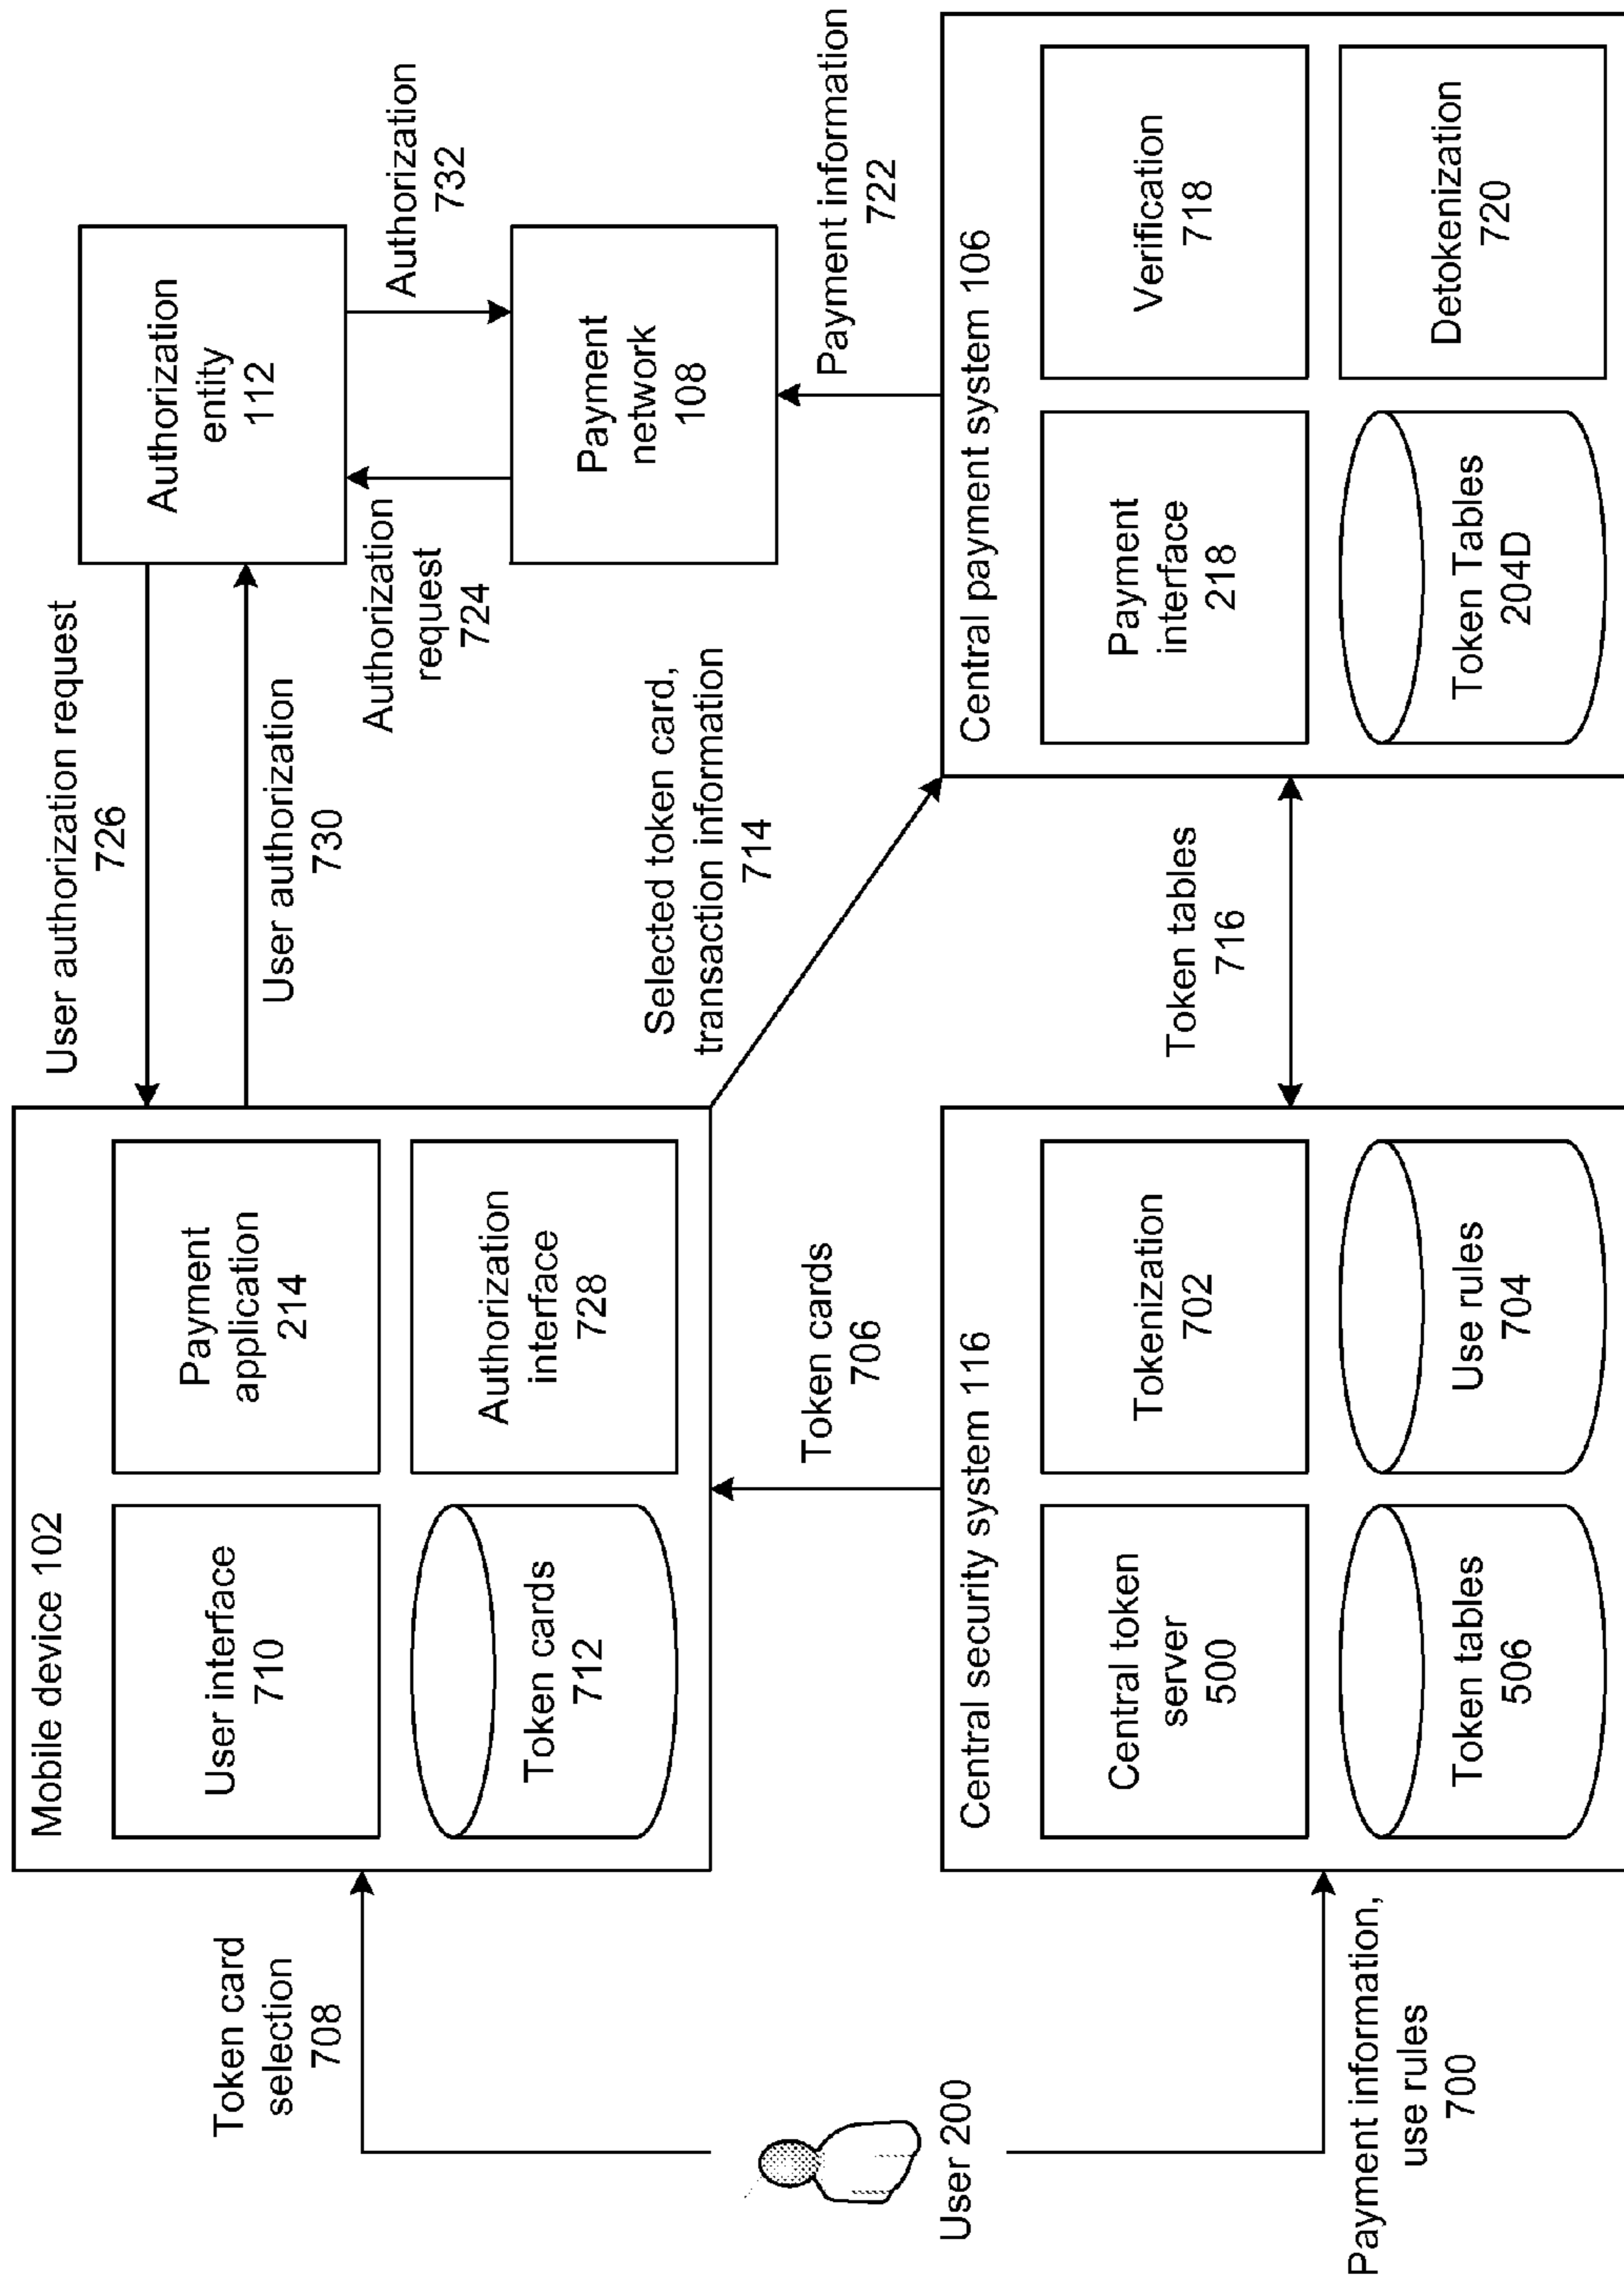 Token card
selection
708
User 200
Payment information,
use rules
700
Mobile device 102
User interface
710
Payment
application
214
Token cards
712
Authorization
interface
728
Token cards
706
Central security system 116
Central token
server
500
Tokenization
702
Token tables
506
Use rules
704
User authorization request
726
User authorization
730
Selected token card,
transaction information
714
Token tables
716
Authorization
entity
112
Authorization
request
724
Authorization
732
Payment
network
108
Payment information
722
Central payment system 106
Payment
interface
218
Verification
718
Token Tables
204D
Detokenization
720